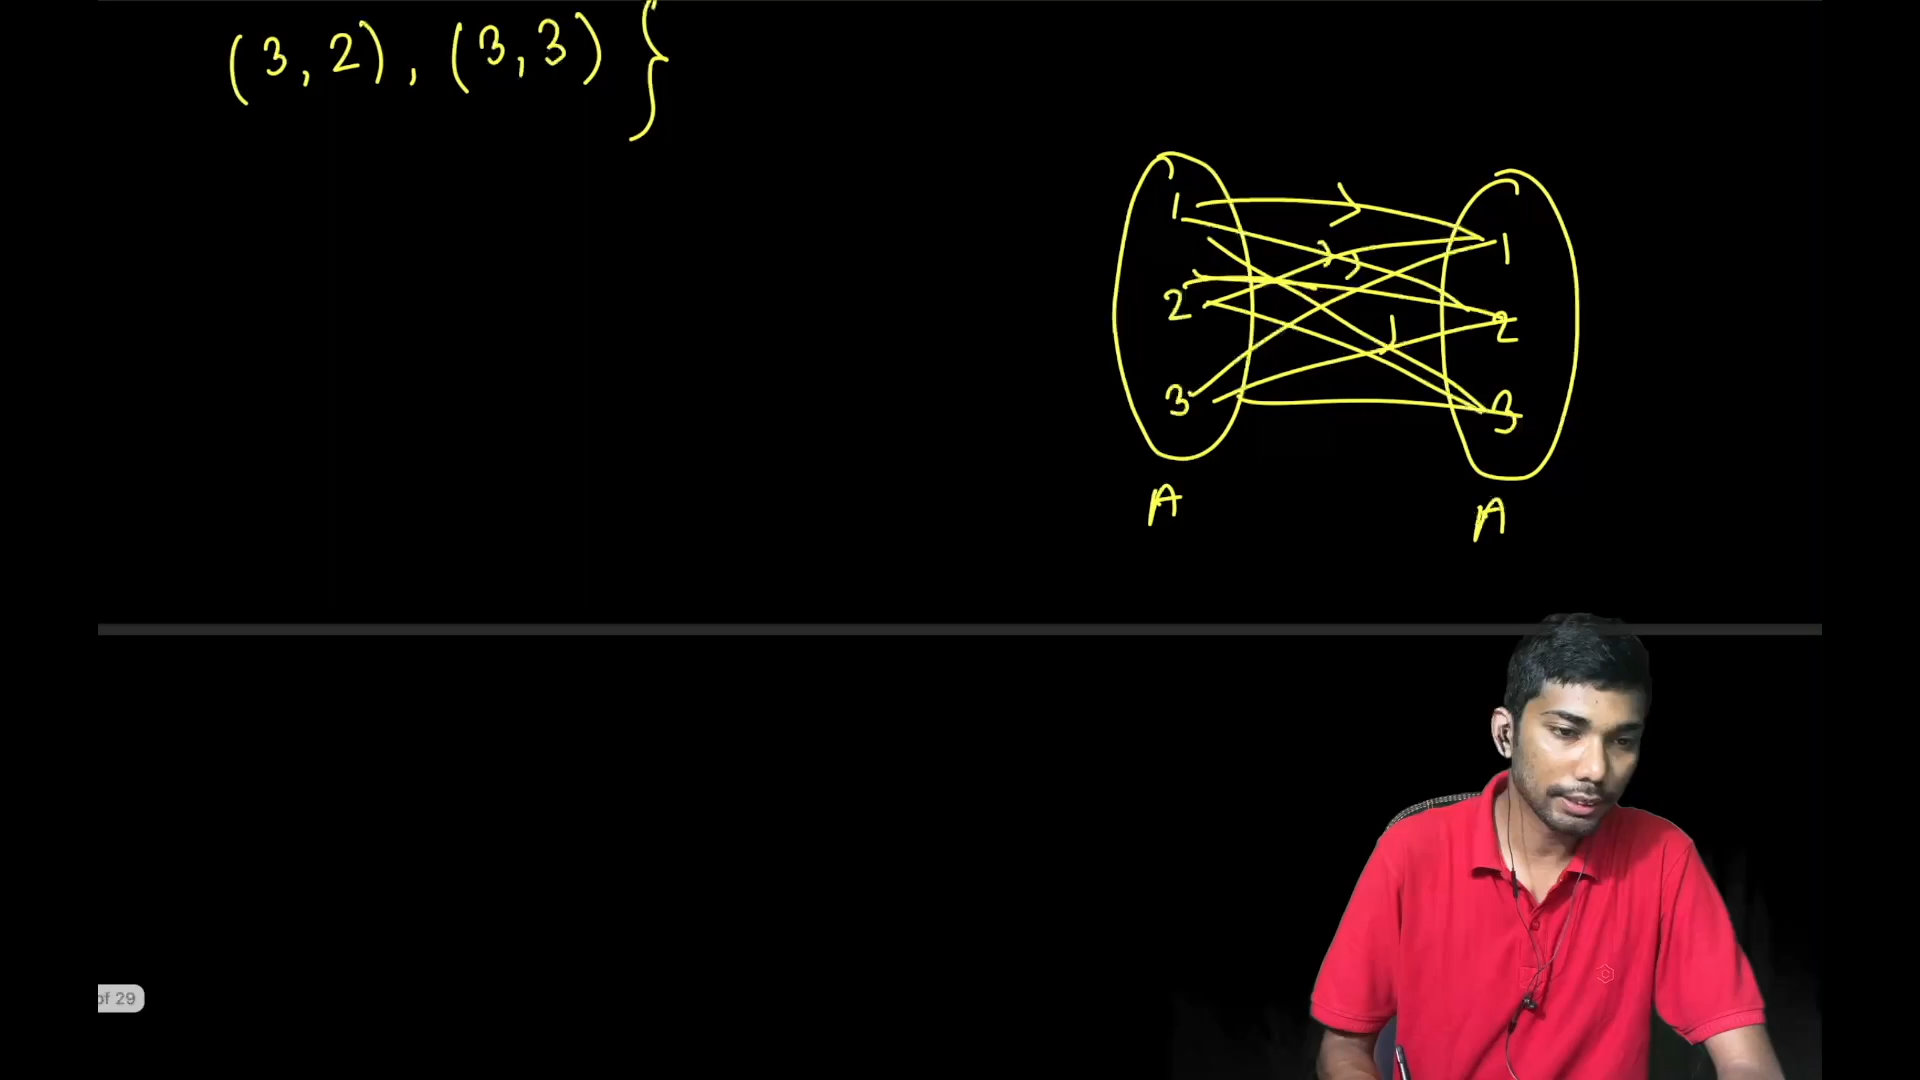 (3, 2), (3, 3) }
1 1
2 2
3 3
A A
of 29